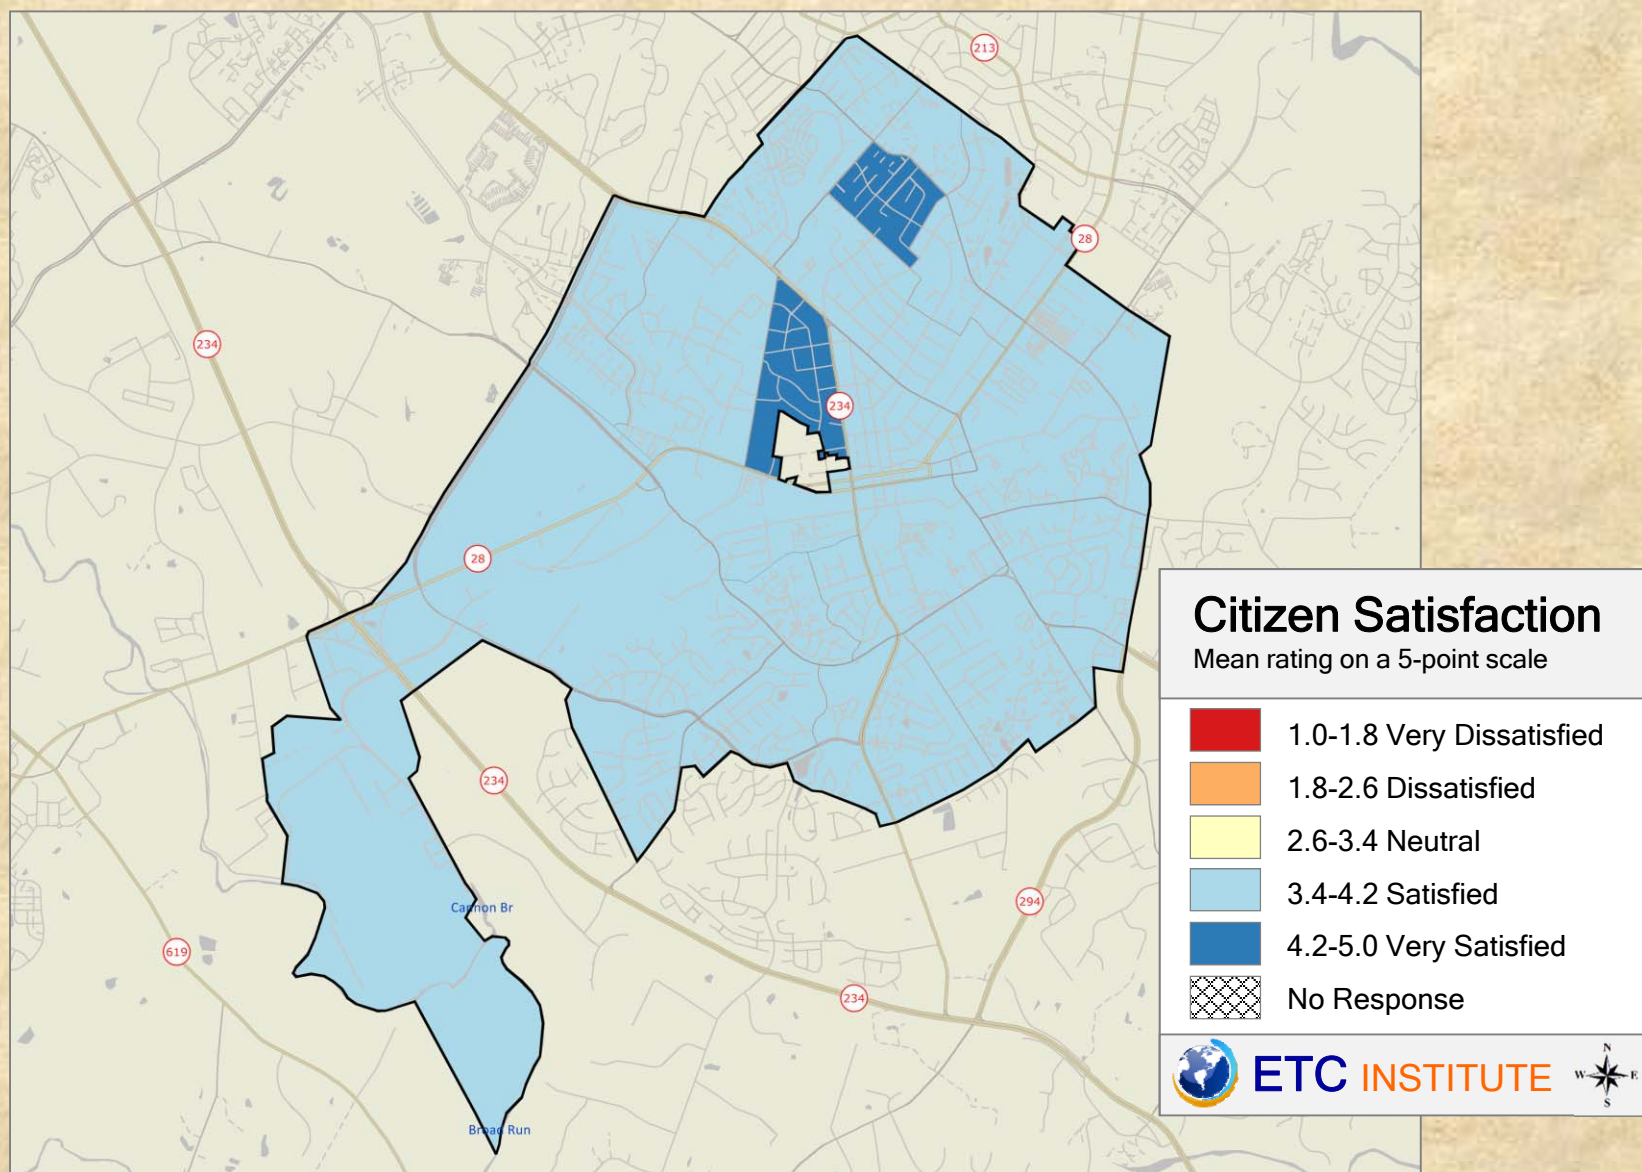 213
28
234
234
28
Citizen Satisfaction
Mean rating on a 5-point scale
1.0-1.8 Very Dissatisfied
1.8-2.6 Dissatisfied
234
2.6-3.4 Neutral
3.4-4.2 Satisfied
294
Cannon Br
4.2-5.0 Very Satisfied
619
234
No Response
N
W E
S
ETC INSTITUTE
Broad Run